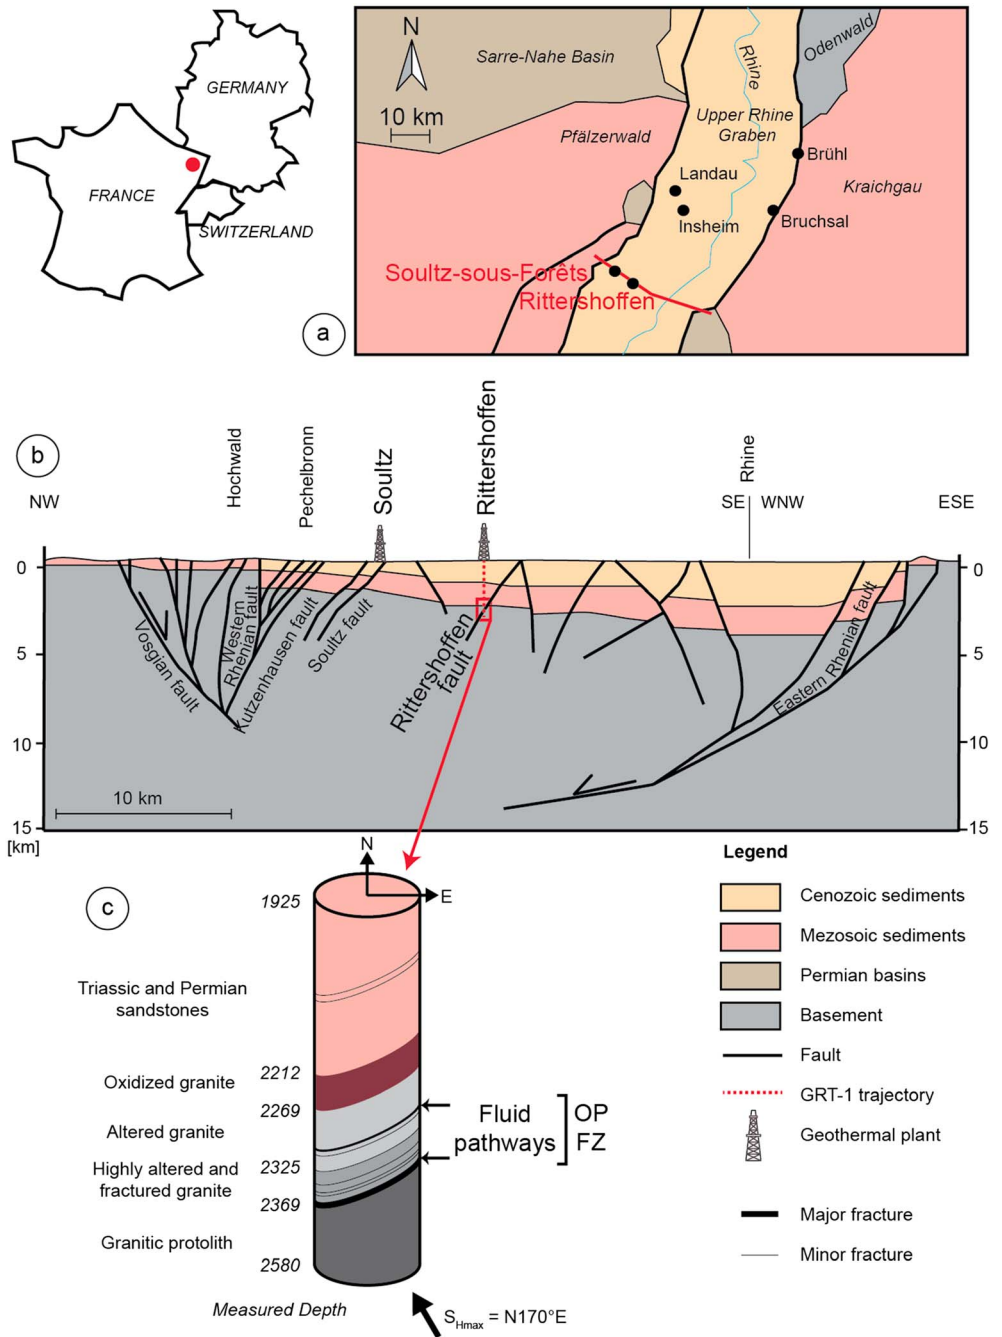 GERMANY
FRANCE
SWITZERLAND
a
N
10 km
Sarre-Nahe Basin
Rhine
Odenwald
Upper Rhine
Graben
Pfälzerwald
Brühl
Landau
Kraichgau
Insheim
Bruchsal
Soultz-sous-Forêts
Rittershoffen
b
NW
Hochwald
Pechelbronn
Soultz
Rittershoffen
Rhine
SE
WNW
ESE
0
5
10
15
[km]
0
5
10
15
Vosgian fault
Western
Rhenian fault
Kutzenhausen fault
Soultz fault
Rittershoffen
fault
Eastern Rhenian fault
10 km
c
N
E
1925
Triassic and Permian
sandstones
2212
Oxidized granite
2269
Altered granite
2325
Highly altered and
fractured granite
2369
Granitic protolith
2580
Measured Depth
Fluid
pathways
OP
FZ
SHmax = N170°E
Legend
Cenozoic sediments
Mezosoic sediments
Permian basins
Basement
Fault
GRT-1 trajectory
Geothermal plant
Major fracture
Minor fracture